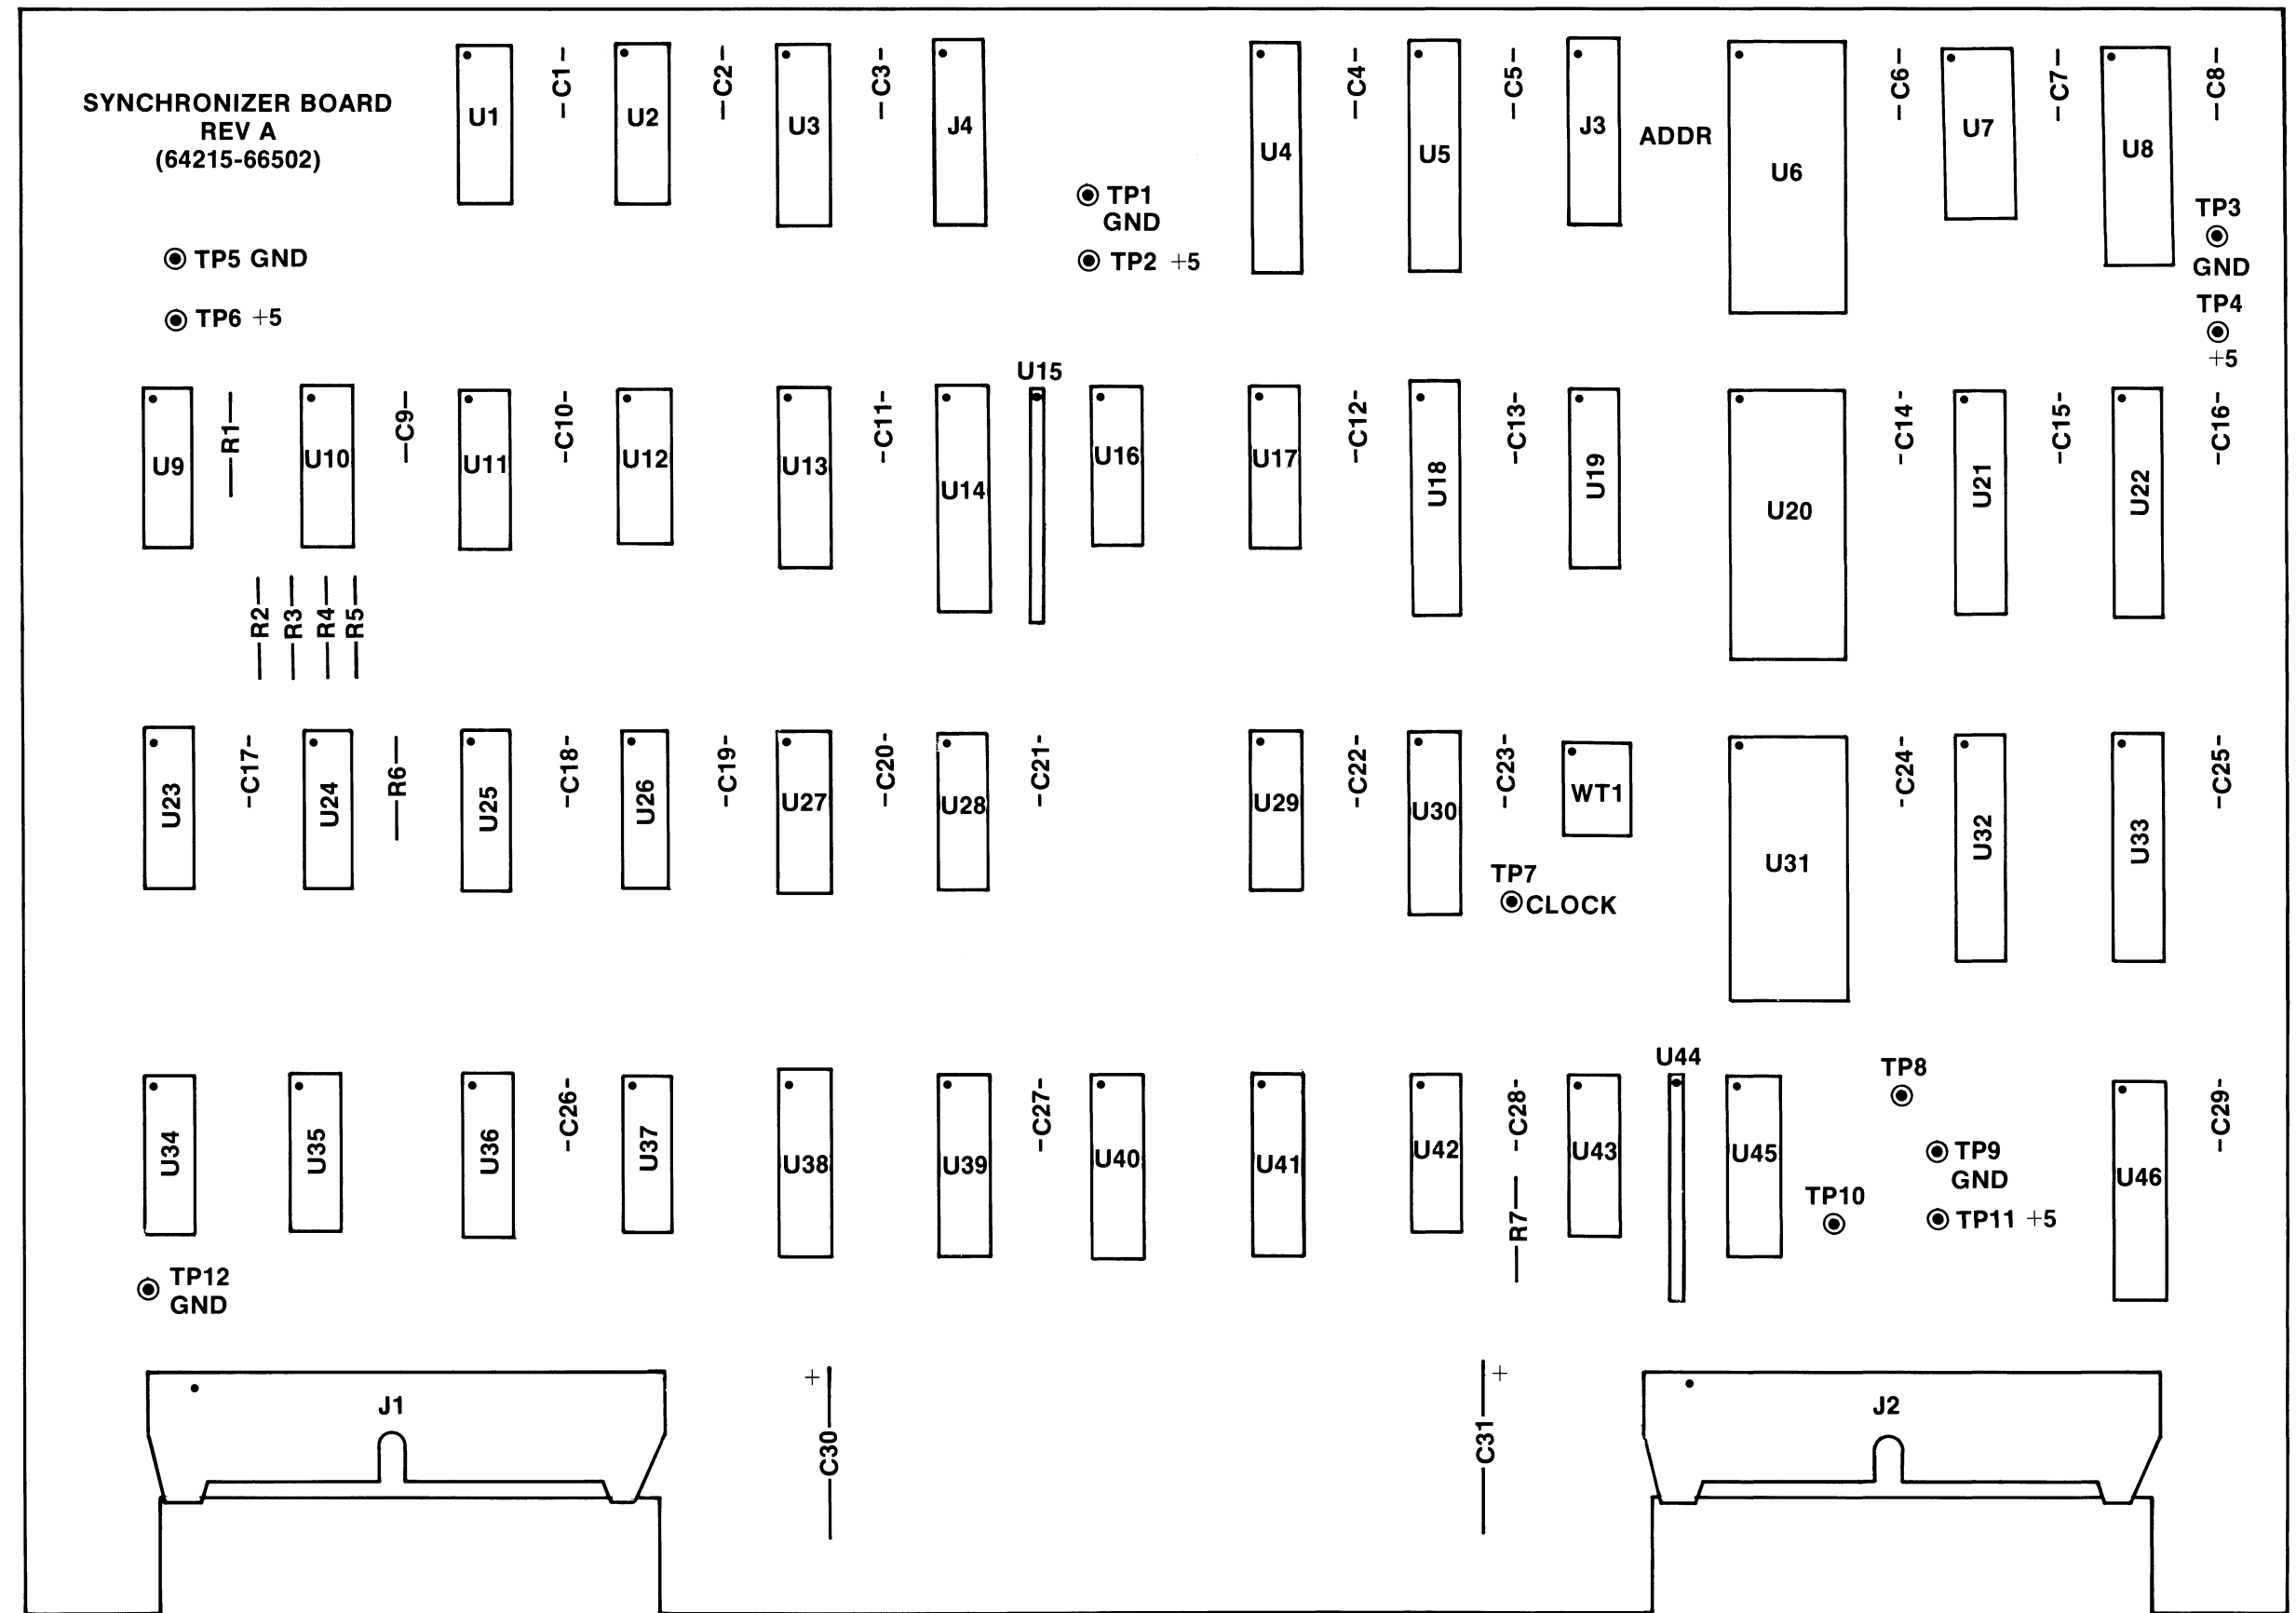 SYNCHRONIZER BOARD
REV A
(64215-66502)
U1
C1
U2
C2
U3
C3
J4
U4
C4
U5
C5
J3
ADDR
U6
C6
U7
C7
U8
C8
TP1
GND
TP2 +5
TP3
GND
TP4
+5
TP5 GND
TP6 +5
U9
R1
U10
C9
U11
C10
U12
U13
C11
U14
U15
U16
U17
C12
U18
C13
U19
U20
C14
U21
C15
U22
C16
R2
R3
R4
R5
U23
C17
U24
R6
U25
C18
U26
C19
U27
C20
U28
C21
U29
C22
U30
C23
WT1
U31
C24
U32
U33
C25
TP7
CLOCK
U34
U35
U36
C26
U37
U38
U39
C27
U40
U41
U42
C28
R7
U43
U44
U45
TP8
TP9
GND
TP10
TP11 +5
U46
C29
TP12
GND
J1
+
C30
+
C31
J2